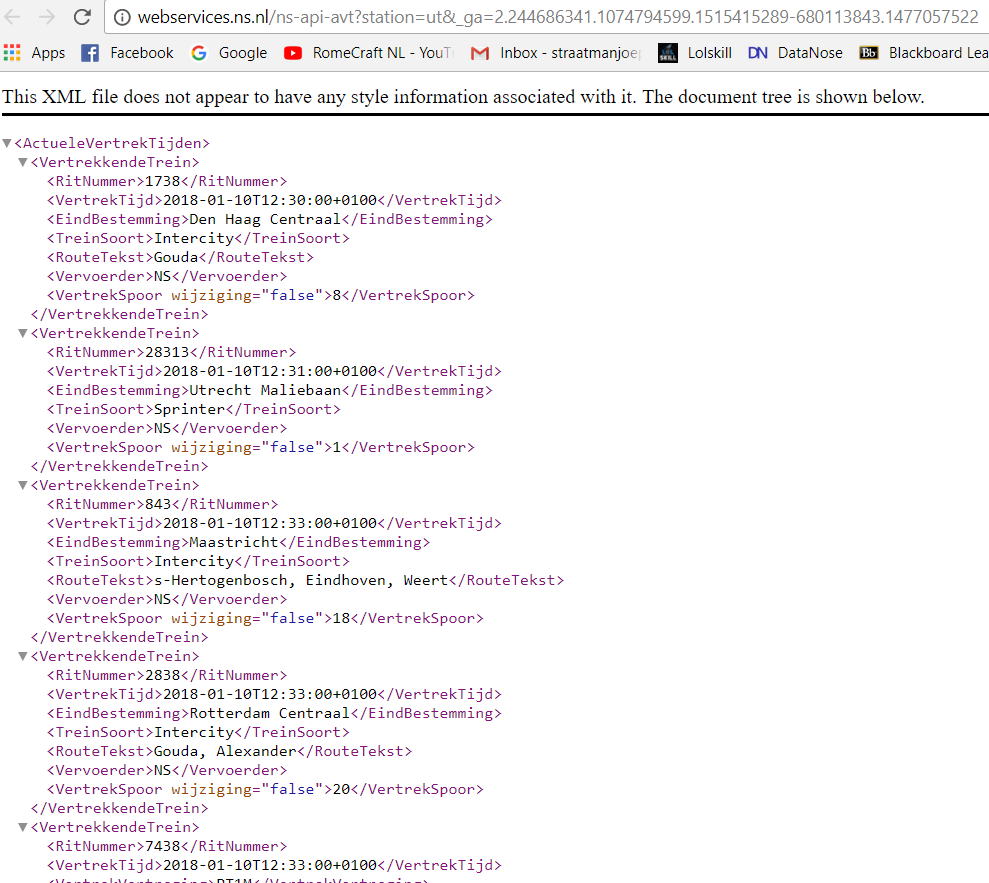 webservices.ns.nl/ns-api-avt?station=ut&_ga=2.244686341.1074794599.1515415289-680113843.1477057522
Apps Facebook Google RomeCraft NL - YouT Inbox - straatmanjoep Lolskill DN DataNose Bb Blackboard Lea
This XML file does not appear to have any style information associated with it. The document tree is shown below.
▼<ActueleVertrekTijden>
▼<VertrekkendeTrein>
<RitNummer>1738</RitNummer>
<VertrekTijd>2018-01-10T12:30:00+0100</VertrekTijd>
<EindBestemming>Den Haag Centraal</EindBestemming>
<TreinSoort>Intercity</TreinSoort>
<RouteTekst>Gouda</RouteTekst>
<Vervoerder>NS</Vervoerder>
<VertrekSpoor wijziging="false">8</VertrekSpoor>
</VertrekkendeTrein>
▼<VertrekkendeTrein>
<RitNummer>28313</RitNummer>
<VertrekTijd>2018-01-10T12:31:00+0100</VertrekTijd>
<EindBestemming>Utrecht Maliebaan</EindBestemming>
<TreinSoort>Sprinter</TreinSoort>
<Vervoerder>NS</Vervoerder>
<VertrekSpoor wijziging="false">1</VertrekSpoor>
</VertrekkendeTrein>
▼<VertrekkendeTrein>
<RitNummer>843</RitNummer>
<VertrekTijd>2018-01-10T12:33:00+0100</VertrekTijd>
<EindBestemming>Maastricht</EindBestemming>
<TreinSoort>Intercity</TreinSoort>
<RouteTekst>s-Hertogenbosch, Eindhoven, Weert</RouteTekst>
<Vervoerder>NS</Vervoerder>
<VertrekSpoor wijziging="false">18</VertrekSpoor>
</VertrekkendeTrein>
▼<VertrekkendeTrein>
<RitNummer>2838</RitNummer>
<VertrekTijd>2018-01-10T12:33:00+0100</VertrekTijd>
<EindBestemming>Rotterdam Centraal</EindBestemming>
<TreinSoort>Intercity</TreinSoort>
<RouteTekst>Gouda, Alexander</RouteTekst>
<Vervoerder>NS</Vervoerder>
<VertrekSpoor wijziging="false">20</VertrekSpoor>
</VertrekkendeTrein>
▼<VertrekkendeTrein>
<RitNummer>7438</RitNummer>
<VertrekTijd>2018-01-10T12:33:00+0100</VertrekTijd>